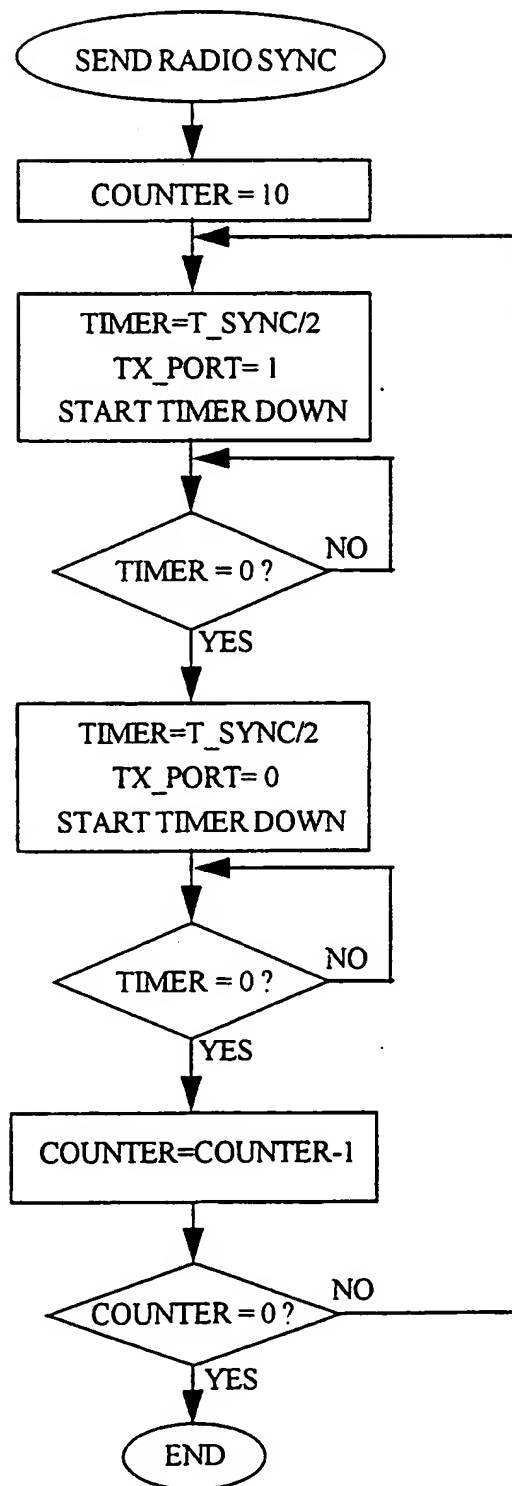 SEND RADIO SYNC
COUNTER = 10
TIMER=T_SYNC/2
TX_PORT= 1
START TIMER DOWN
TIMER = 0 ?
NO
YES
TIMER=T_SYNC/2
TX_PORT= 0
START TIMER DOWN
TIMER = 0 ?
NO
YES
COUNTER=COUNTER-1
COUNTER = 0 ?
NO
YES
END